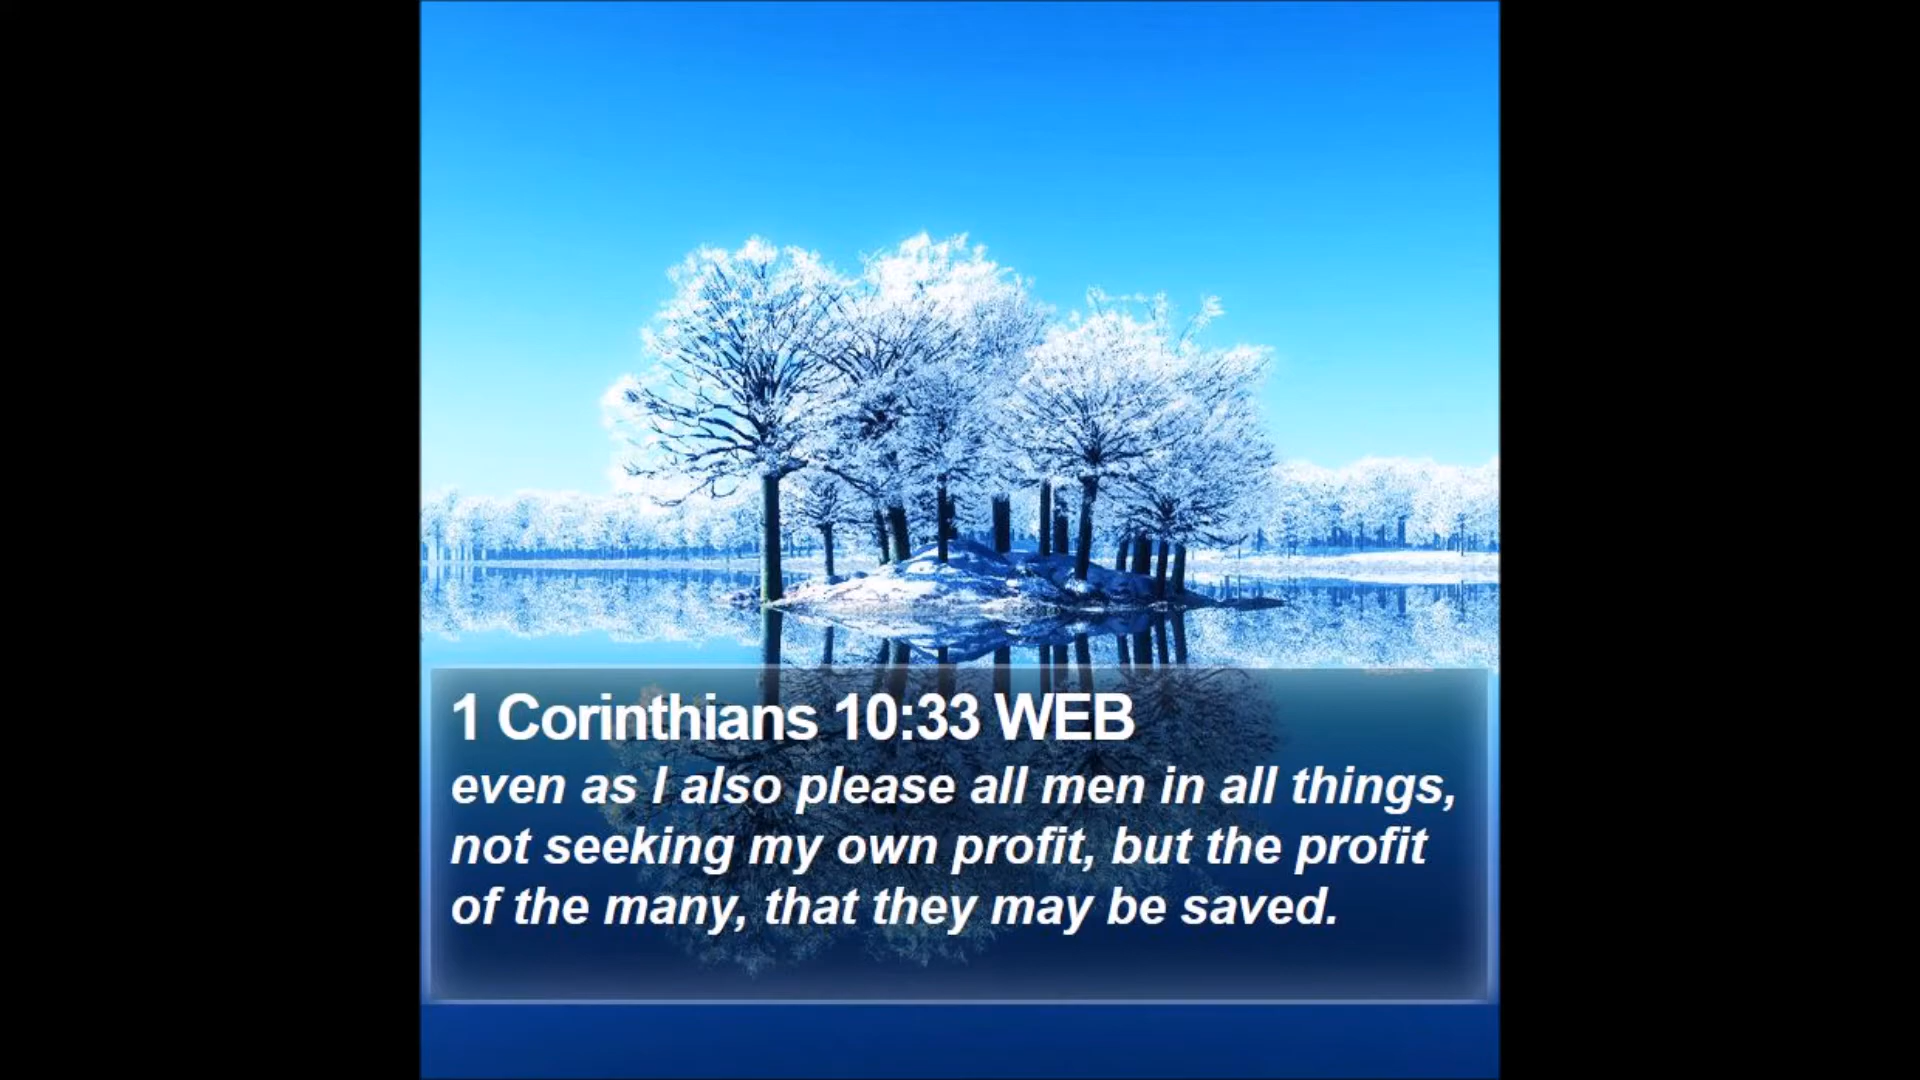 1 Corinthians 10:33 WEB
even as I also please all men in all things,
not seeking my own profit, but the profit
of the many, that they may be saved.